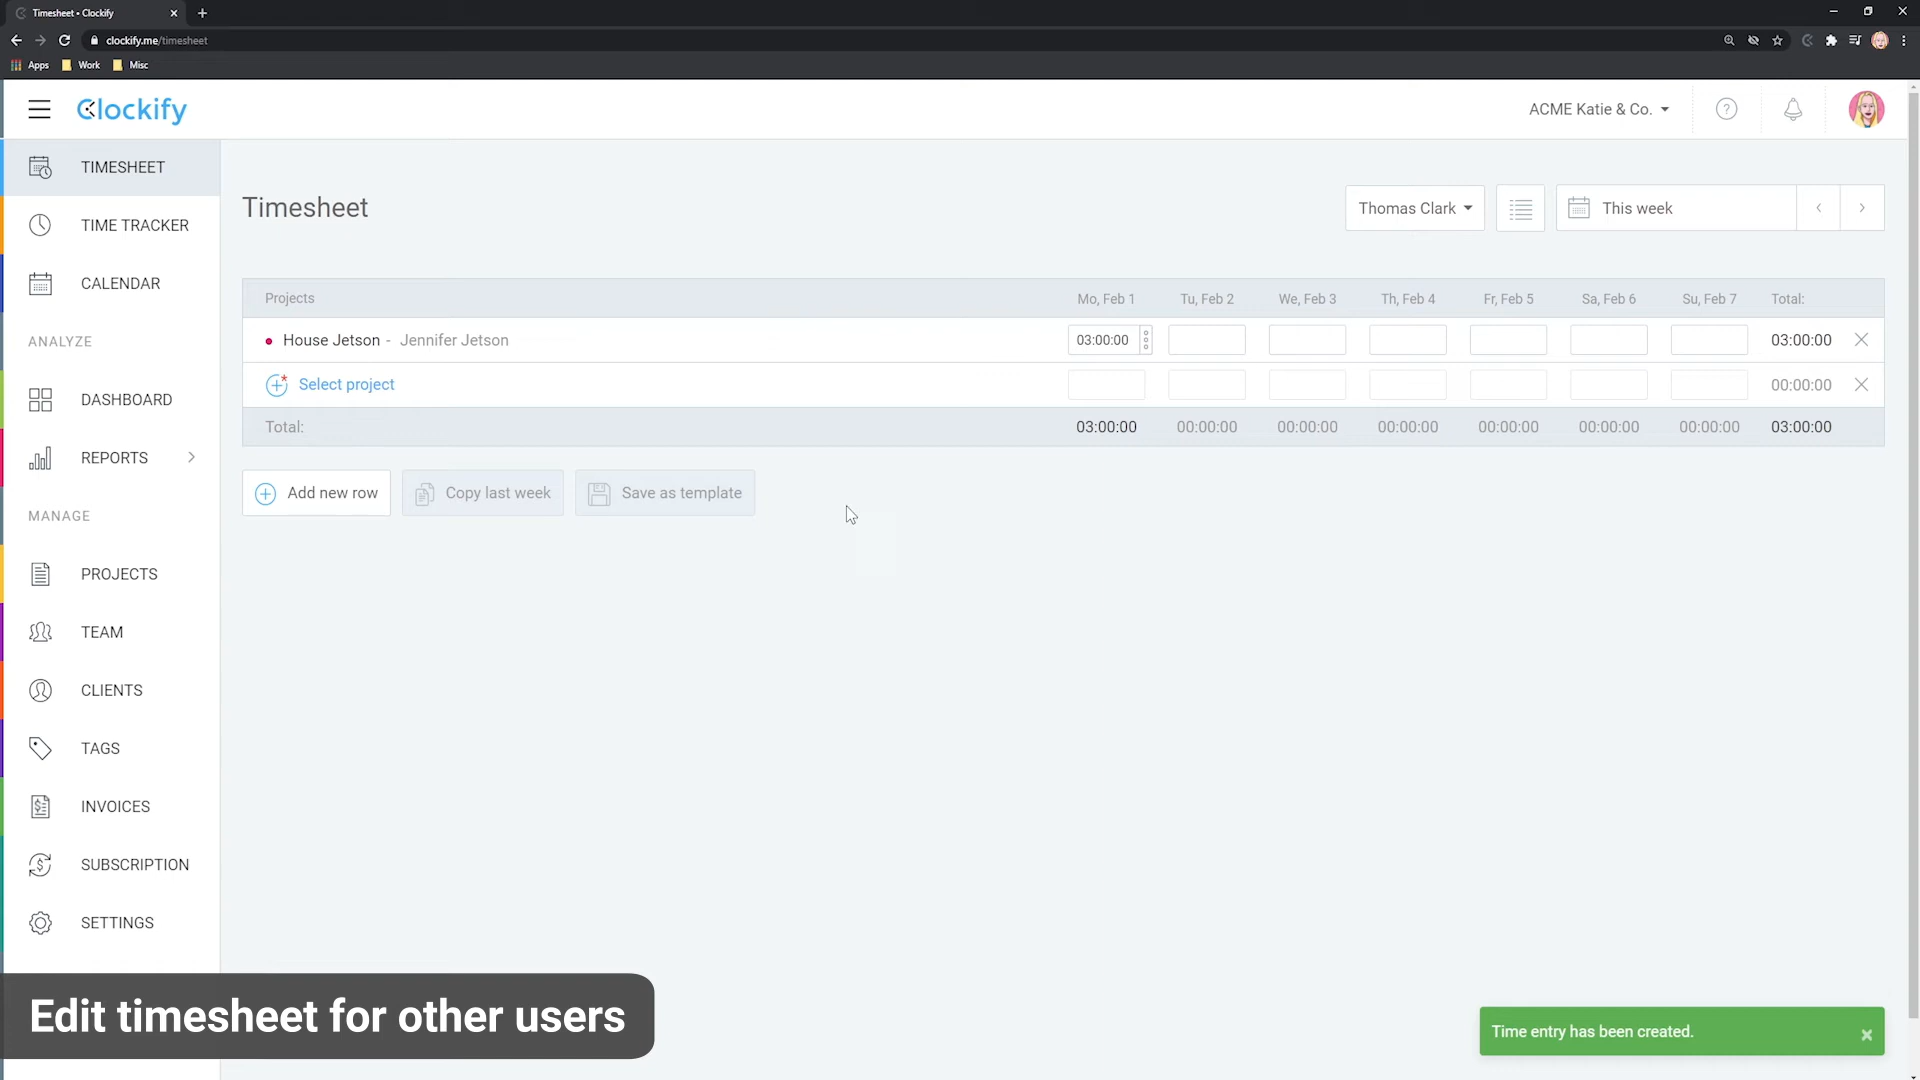 Timesheet • Clockify
clockify.me/timesheet
Apps Work Misc
Clockify
ACME Katie & Co.
TIMESHEET
TIME TRACKER
CALENDAR
ANALYZE
DASHBOARD
REPORTS
MANAGE
PROJECTS
TEAM
CLIENTS
TAGS
INVOICES
SUBSCRIPTION
SETTINGS
Timesheet
Thomas Clark
This week
Projects Mo, Feb 1 Tu, Feb 2 We, Feb 3 Th, Feb 4 Fr, Feb 5 Sa, Feb 6 Su, Feb 7 Total:
House Jetson - Jennifer Jetson 03:00:00 03:00:00
Select project 00:00:00
Total: 03:00:00 00:00:00 00:00:00 00:00:00 00:00:00 00:00:00 00:00:00 03:00:00
Add new row Copy last week Save as template
Edit timesheet for other users
Time entry has been created.